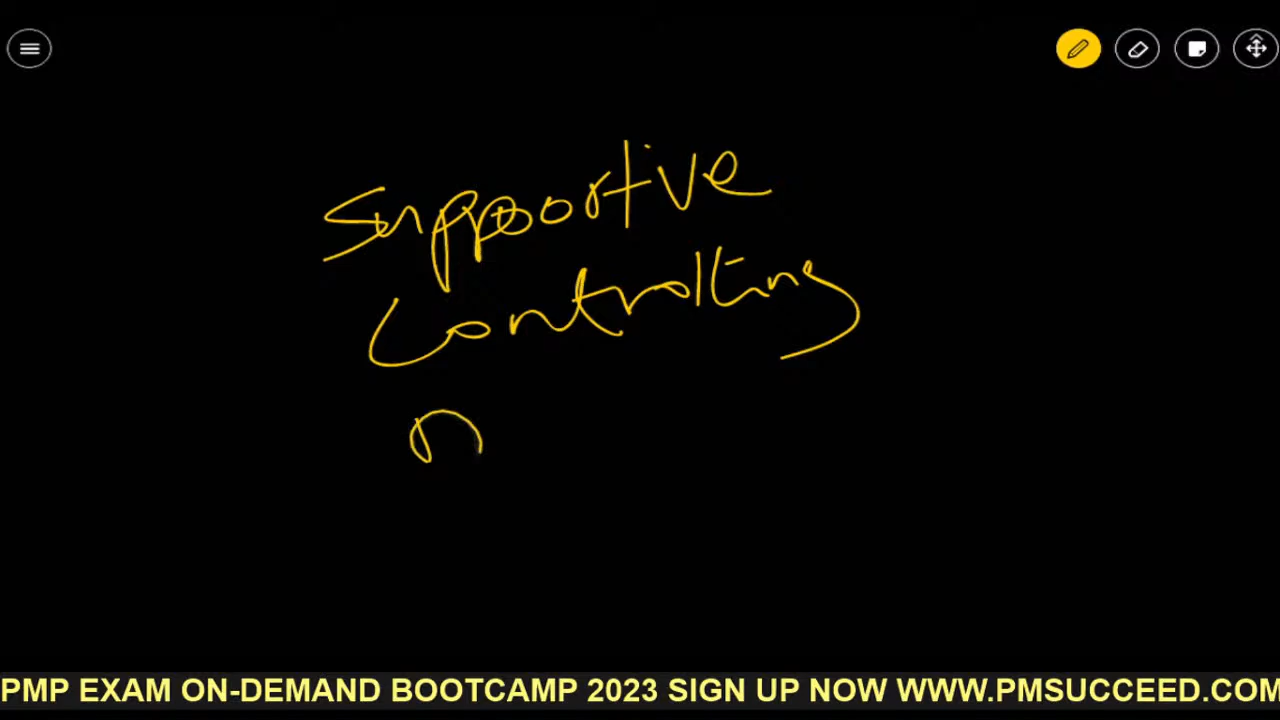 Supportive
Controlling
PMP EXAM ON-DEMAND BOOTCAMP 2023 SIGN UP NOW WWW.PMSUCCEED.COM